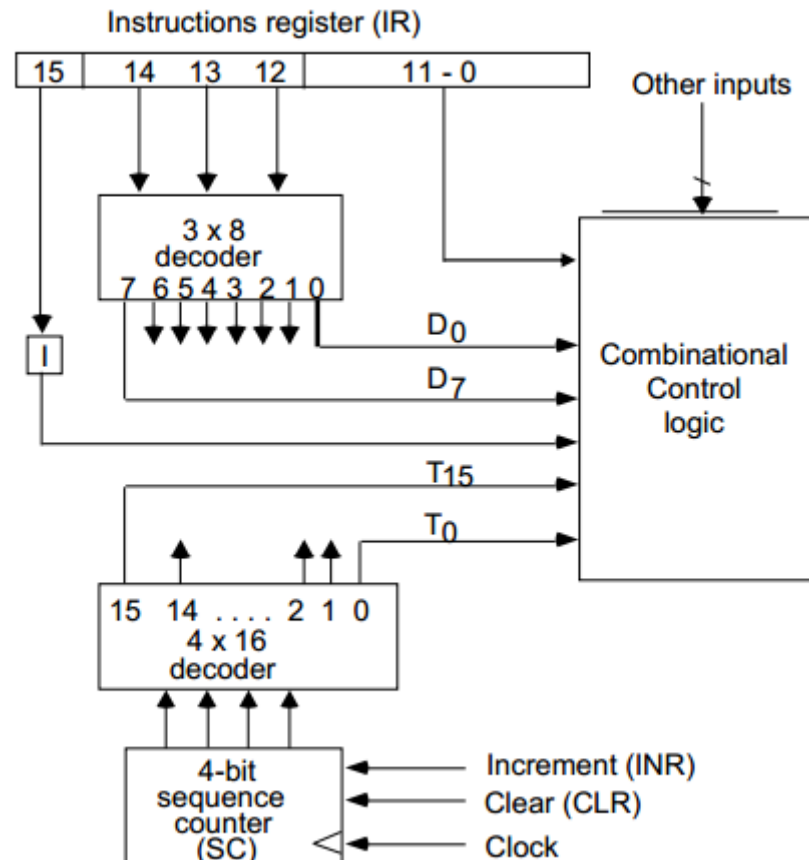 Instructions register (IR)
15 14 13 12 11 - 0
Other inputs
3 x 8
decoder
7 6 5 4 3 2 1 0
D0
I
D7
Combinational
Control
logic
T15
T0
15 14 . . . . 2 1 0
4 x 16
decoder
4-bit
sequence
counter
(SC)
Increment (INR)
Clear (CLR)
Clock